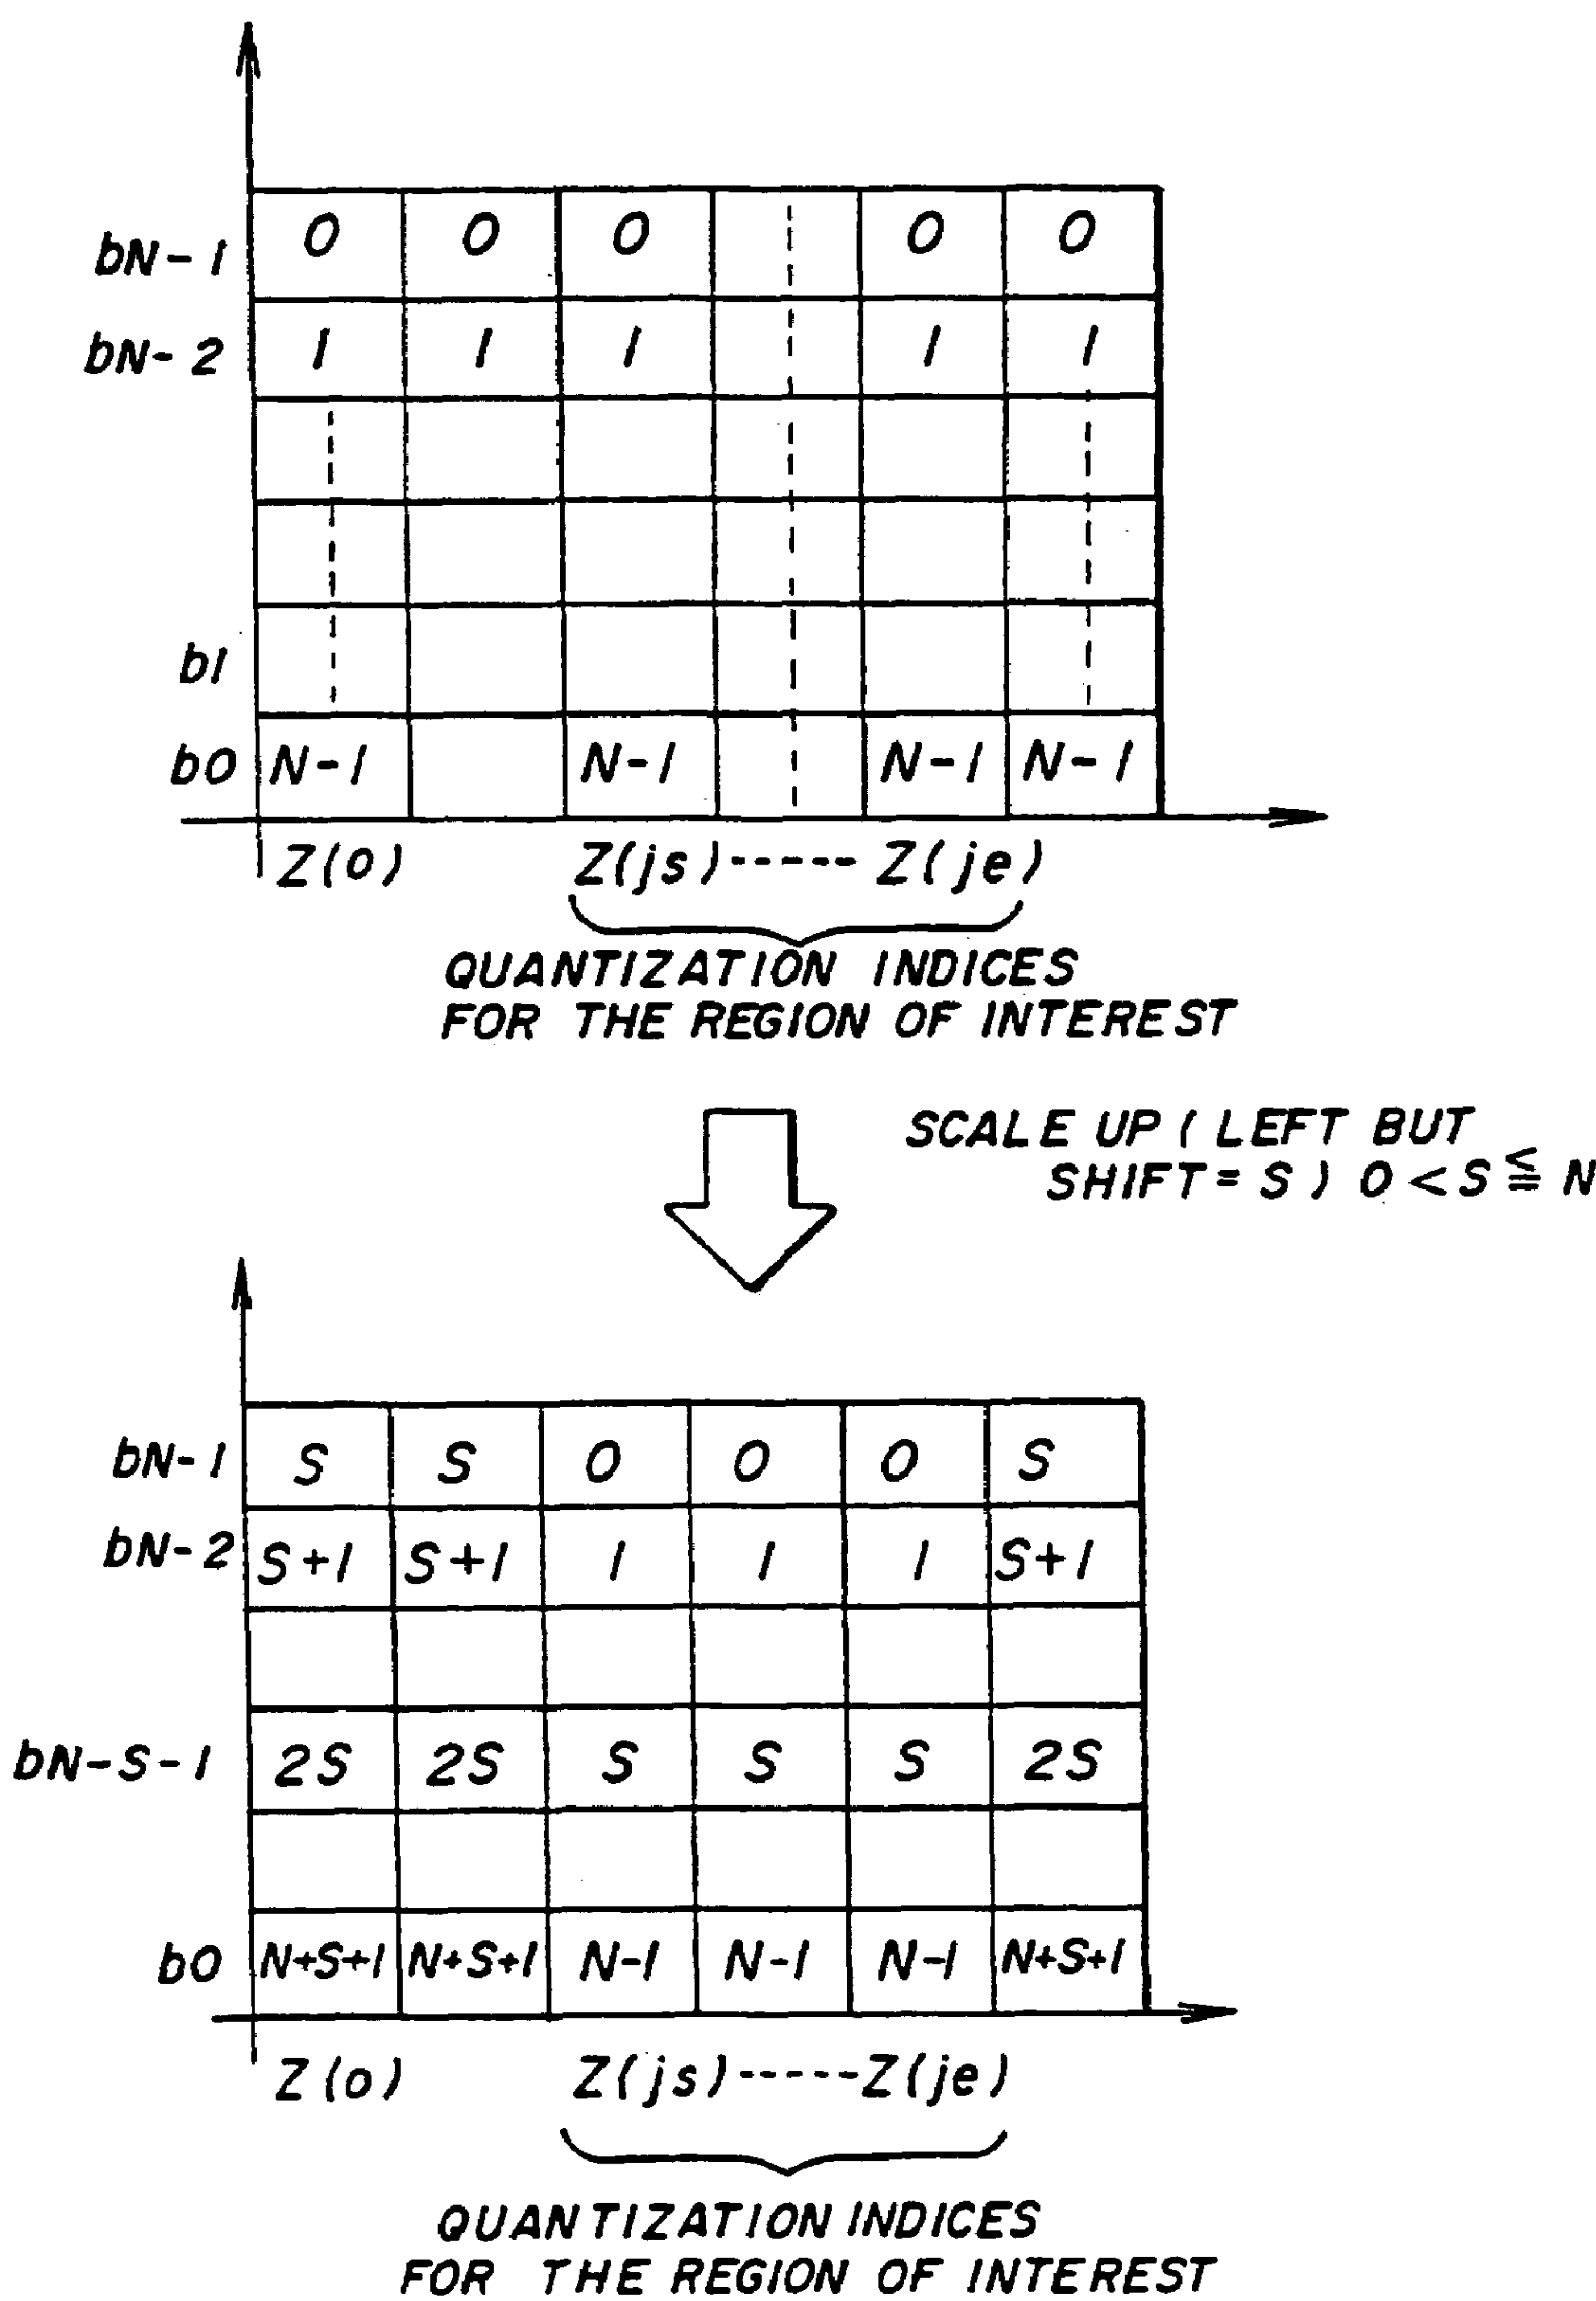 bN-1 0 0 0 0 0
bN-2 1 1 1 1 1
b1
b0 N-1 N-1 N-1 N-1
Z(0) Z(js)-----Z(je)
QUANTIZATION INDICES
FOR THE REGION OF INTEREST
SCALE UP ( LEFT BUT
SHIFT = S ) 0 < S ≦ N
bN-1 S S 0 0 0 S
bN-2 S+1 S+1 1 1 1 S+1
bN-S-1 2S 2S S S S 2S
b0 N+S+1 N+S+1 N-1 N-1 N-1 N+S+1
Z(0) Z(js)-----Z(je)
QUANTIZATION INDICES
FOR THE REGION OF INTEREST